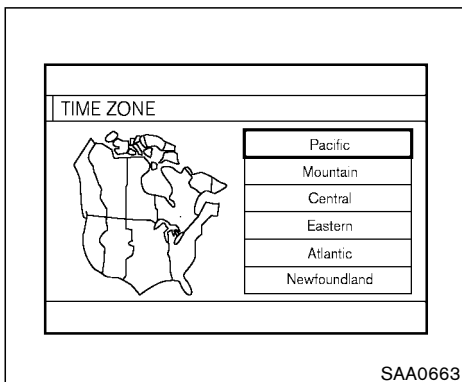 TIME ZONE
Pacific
Mountain
Central
Eastern
Atlantic
Newfoundland
SAA0663